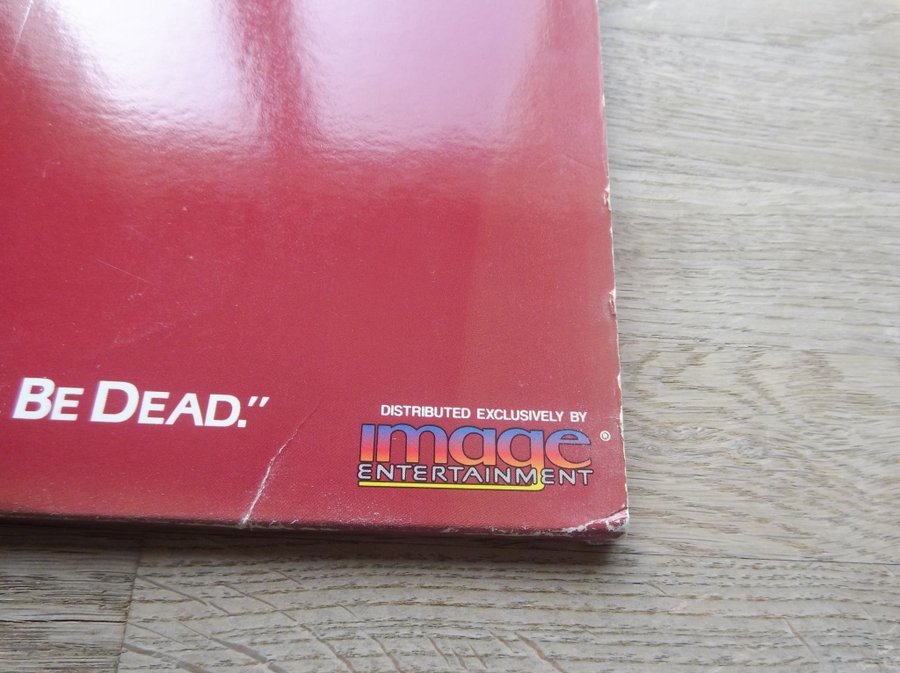 BE DEAD."
DISTRIBUTED EXCLUSIVELY BY
image ®
ENTERTAINMENT